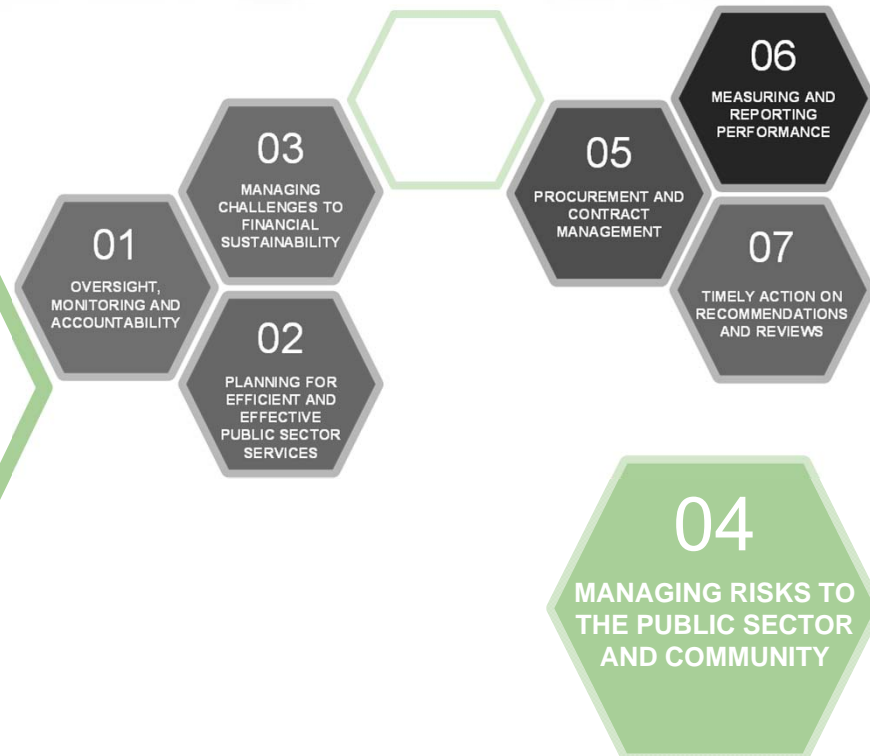 01
OVERSIGHT,
MONITORING AND
ACCOUNTABILITY
03
MANAGING
CHALLENGES TO
FINANCIAL
SUSTAINABILITY
02
PLANNING FOR
EFFICIENT AND
EFFECTIVE
PUBLIC SECTOR
SERVICES
05
PROCUREMENT AND
CONTRACT
MANAGEMENT
06
MEASURING AND
REPORTING
PERFORMANCE
07
TIMELY ACTION ON
RECOMMENDATIONS
AND REVIEWS
04
MANAGING RISKS TO
THE PUBLIC SECTOR
AND COMMUNITY